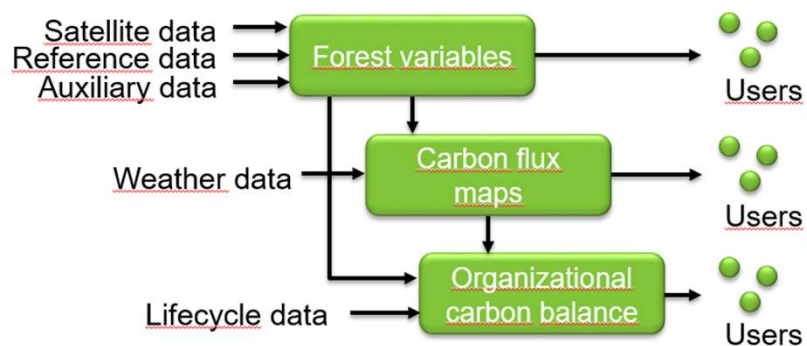 Satellite data
Reference data
Auxiliary data
Forest variables
Users
Weather data
Carbon flux
maps
Users
Lifecycle data
Organizational
carbon balance
Users